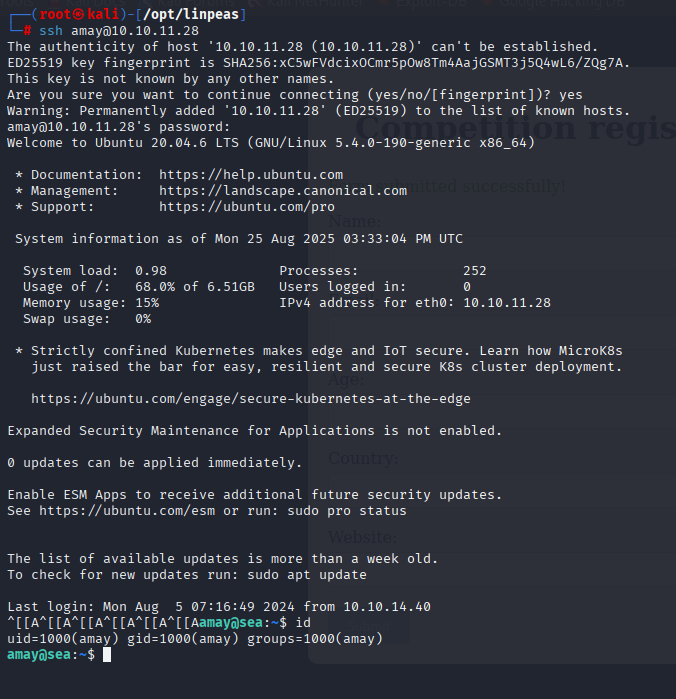 ┌──(root㉿kali)-[/opt/linpeas]
└─# ssh amay@10.10.11.28
The authenticity of host '10.10.11.28 (10.10.11.28)' can't be established.
ED25519 key fingerprint is SHA256:xC5wFVdcixOCmr5pOw8Tm4AajGSMT3j5Q4wL6/ZQg7A.
This key is not known by any other names.
Are you sure you want to continue connecting (yes/no/[fingerprint])? yes
Warning: Permanently added '10.10.11.28' (ED25519) to the list of known hosts.
amay@10.10.11.28's password:
Competition regis
Welcome to Ubuntu 20.04.6 LTS (GNU/Linux 5.4.0-190-generic x86_64)
 * Documentation:  https://help.ubuntu.com
 * Management:     https://landscape.canonical.com
 * Support:        https://ubuntu.com/pro
submitted successfully!
Name:
 System information as of Mon 25 Aug 2025 03:33:04 PM UTC
  System load:  0.98              Processes:             252
  Usage of /:   68.0% of 6.51GB   Users logged in:       0
  Memory usage: 15%               IPv4 address for eth0: 10.10.11.28
  Swap usage:   0%
 * Strictly confined Kubernetes makes edge and IoT secure. Learn how MicroK8s
   just raised the bar for easy, resilient and secure K8s cluster deployment.
Age:
   https://ubuntu.com/engage/secure-kubernetes-at-the-edge
Expanded Security Maintenance for Applications is not enabled.
Country:
0 updates can be applied immediately.
Enable ESM Apps to receive additional future security updates.
See https://ubuntu.com/esm or run: sudo pro status
Website:
The list of available updates is more than a week old.
To check for new updates run: sudo apt update
Last login: Mon Aug  5 07:16:49 2024 from 10.10.14.40
^[[A^[[A^[[A^[[A^[[A^[[Aamay@sea:~$ id
uid=1000(amay) gid=1000(amay) groups=1000(amay)
amay@sea:~$